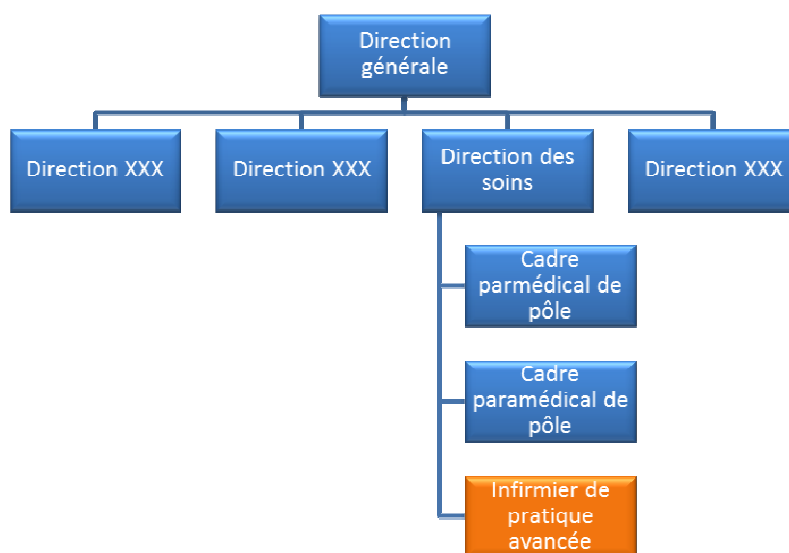 Direction
générale
Direction XXX
Direction XXX
Direction des
soins
Direction XXX
Cadre
parmédical de
pôle
Cadre
paramédical de
pôle
Infirmier de
pratique
avancée